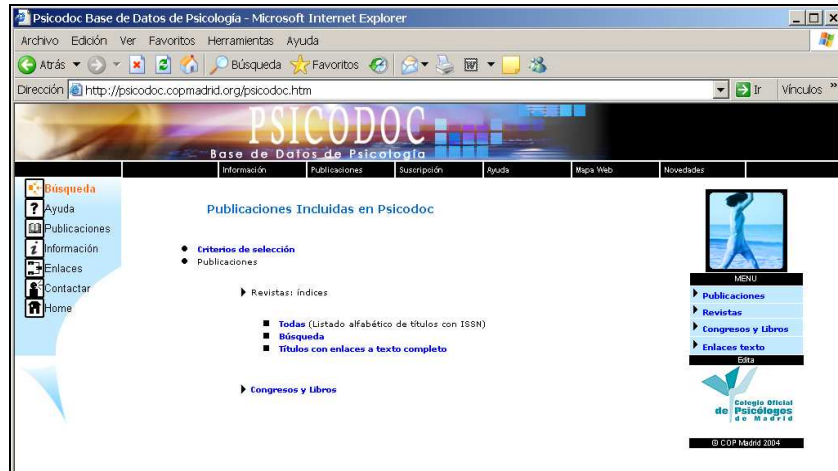 Psicodoc Base de Datos de Psicología - Microsoft Internet Explorer
Archivo Edición Ver Favoritos Herramientas Ayuda
Atrás Búsqueda Favoritos
Dirección http://psicodoc.copmadrid.org/psicodoc.htm Ir Vínculos »
PSICODOC
Base de Datos de Psicología
Información Publicaciones Suscripción Ayuda Mapa Web Novedades
Búsqueda
Ayuda
Publicaciones
Información
Enlaces
Contactar
Home
Publicaciones Incluidas en Psicodoc
Criterios de selección
Publicaciones
Revistas: índices
Todas (Listado alfabético de títulos con ISSN)
Búsqueda
Títulos con enlaces a texto completo
Congresos y Libros
MENU
Publicaciones
Revistas
Congresos y Libros
Enlaces texto
Edita
Colegio Oficial
de Psicólogos
de Madrid
© COP Madrid 2004